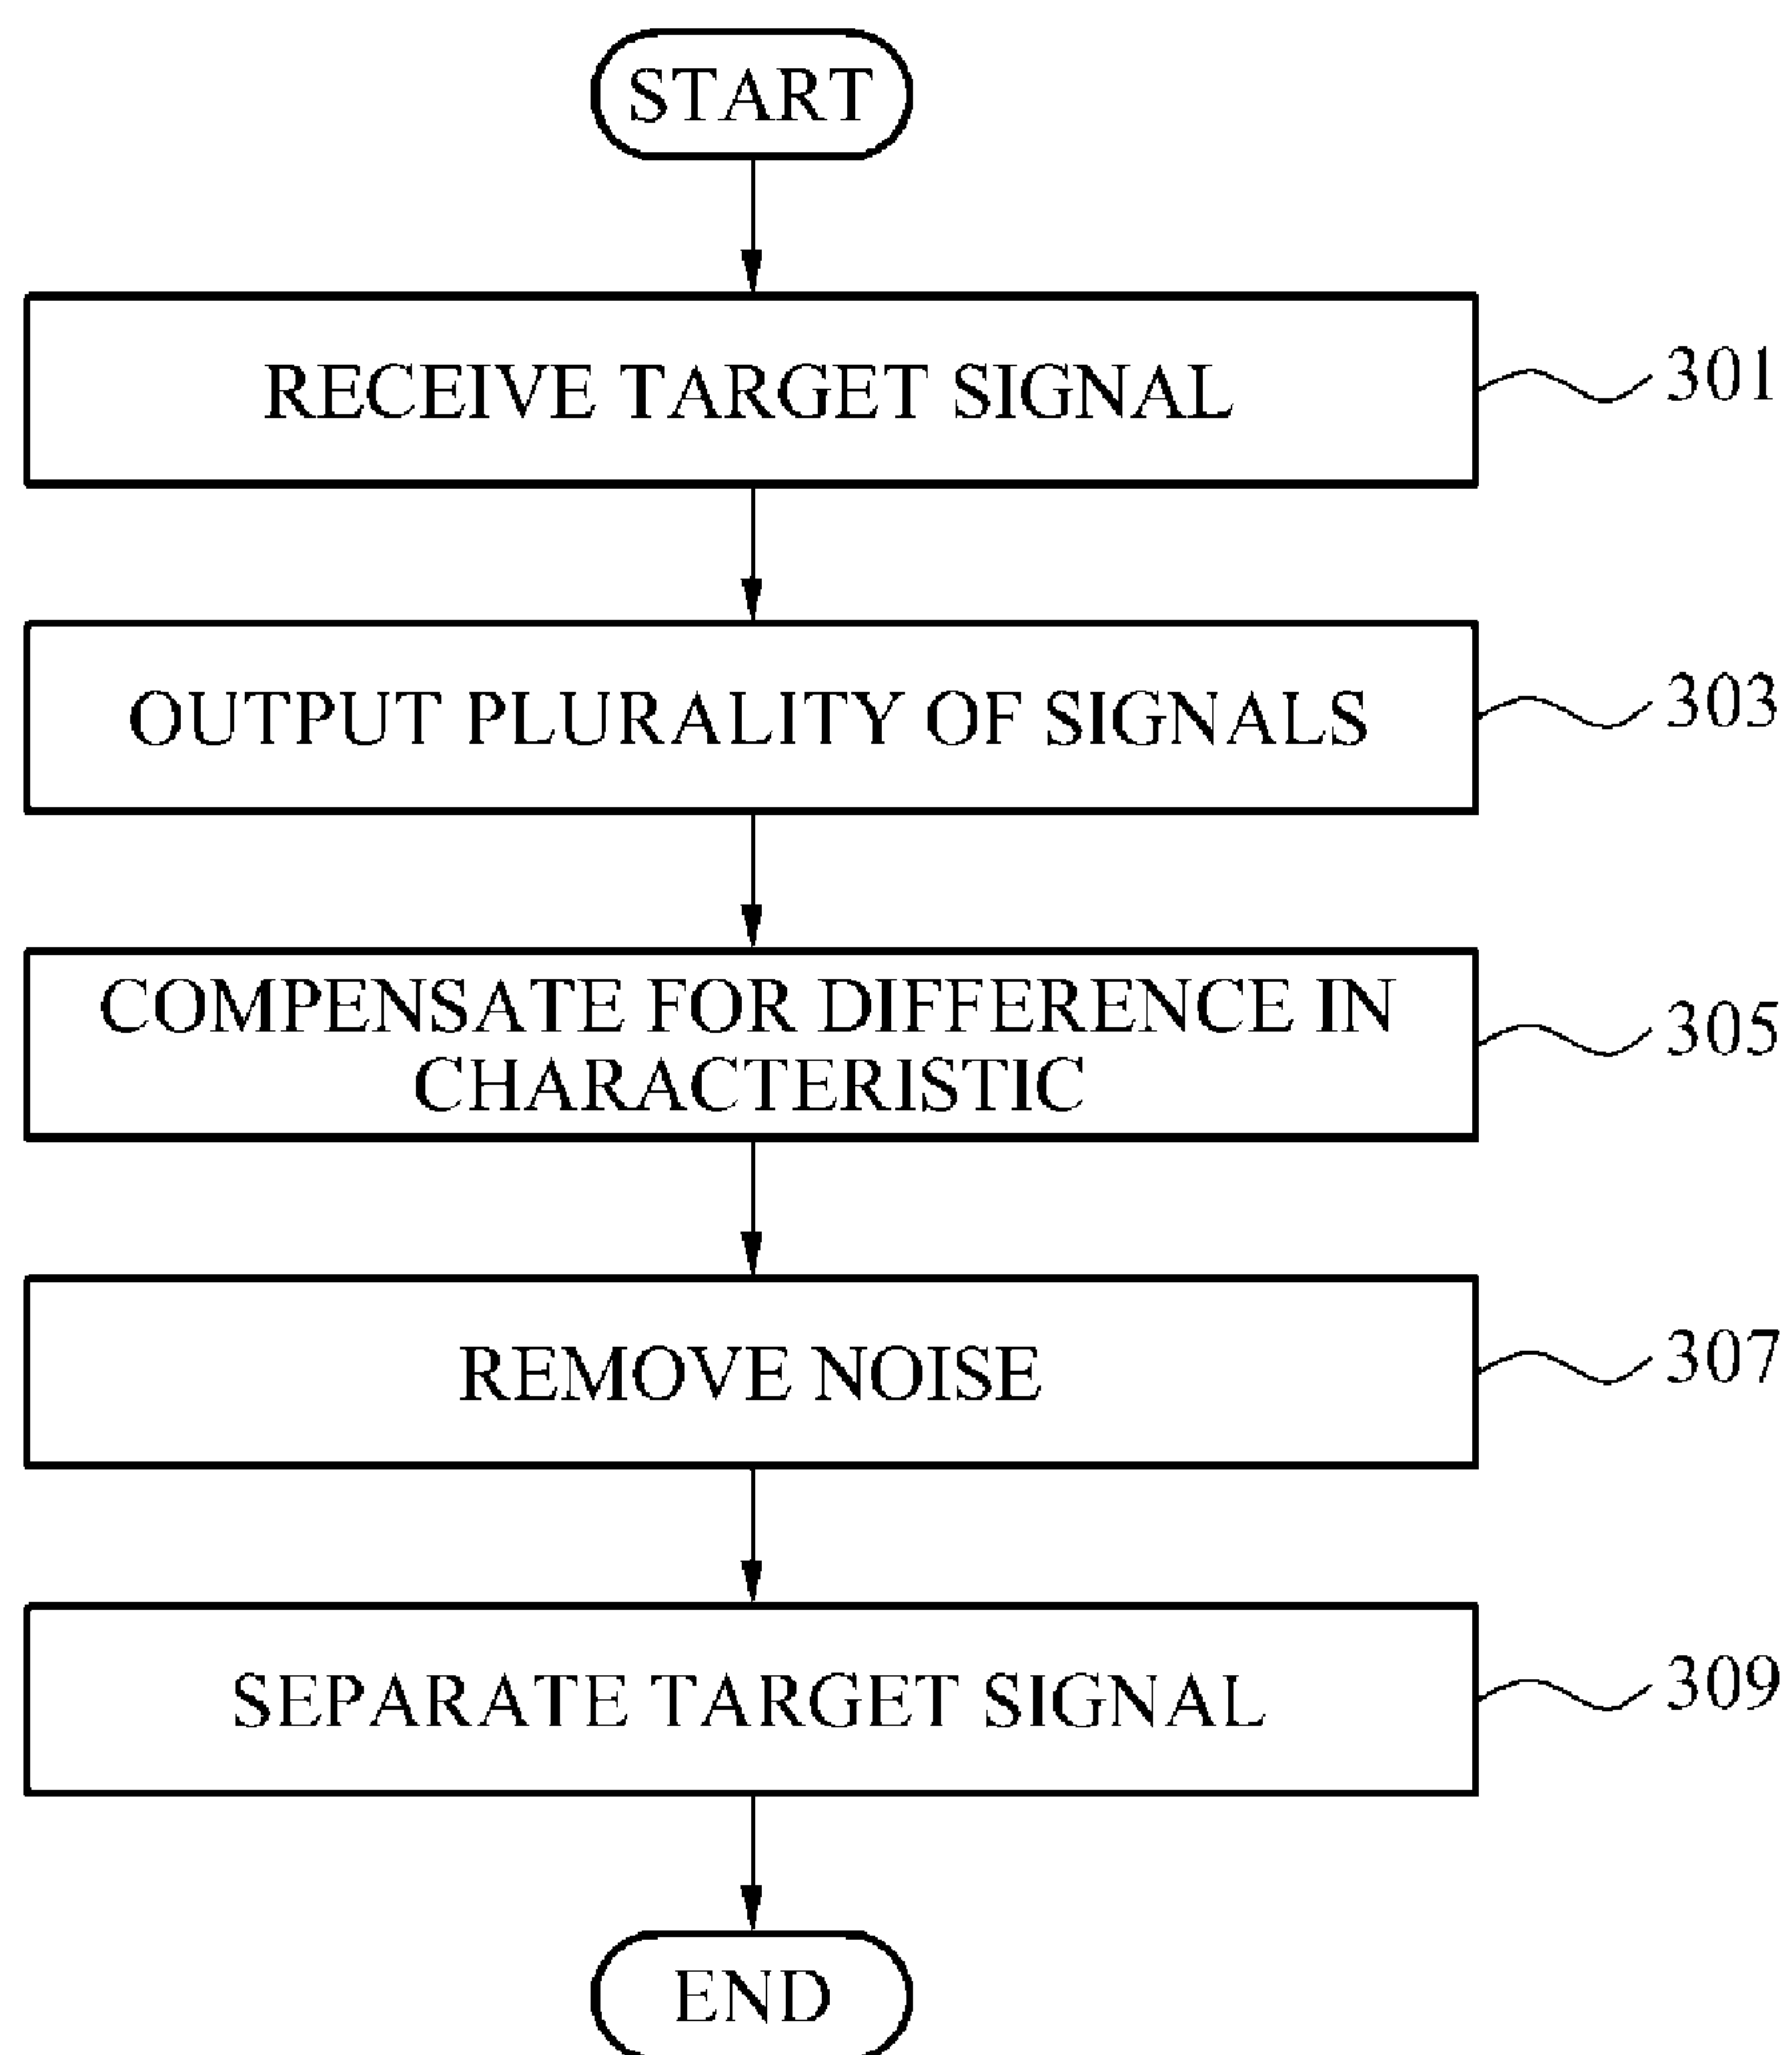 START
RECEIVE TARGET SIGNAL
301
OUTPUT PLURALITY OF SIGNALS
303
COMPENSATE FOR DIFFERENCE IN
CHARACTERISTIC
305
REMOVE NOISE
307
SEPARATE TARGET SIGNAL
309
END